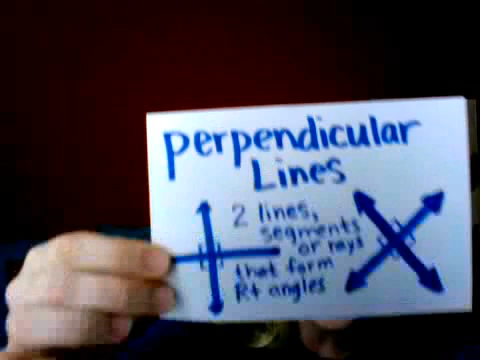 perpendicular
Lines
2 lines,
segments
or rays
that form
Rt angles